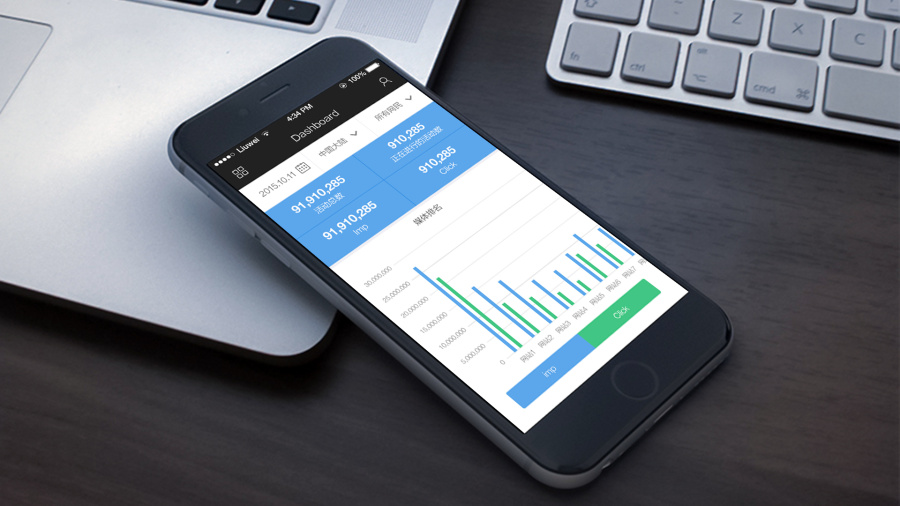 Liuwei
4:34 PM
100%
Dashboard
2015.10.11
中国大陆
所有网民
91,910,285
活动总数
910,285
正在进行的活动数
91,910,285
Imp
910,285
Click
媒体排名
30,000,000
25,000,000
20,000,000
15,000,000
10,000,000
5,000,000
0
网站1
网站2
网站3
网站4
网站5
网站6
网站7
imp
Click
Z
X
C
fn
ctrl
alt
cmd